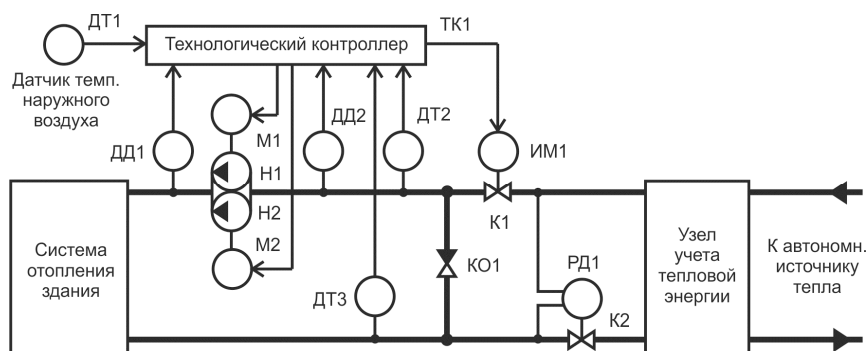 ДТ1
Технологический контроллер
ТК1
Датчик темп.
наружного
воздуха
ДД1
М1
ДД2
ДТ2
ИМ1
Н1
Н2
К1
М2
Система
отопления
здания
КО1
ДТ3
РД1
К2
Узел
учета
тепловой
энергии
К автономн.
источнику
тепла